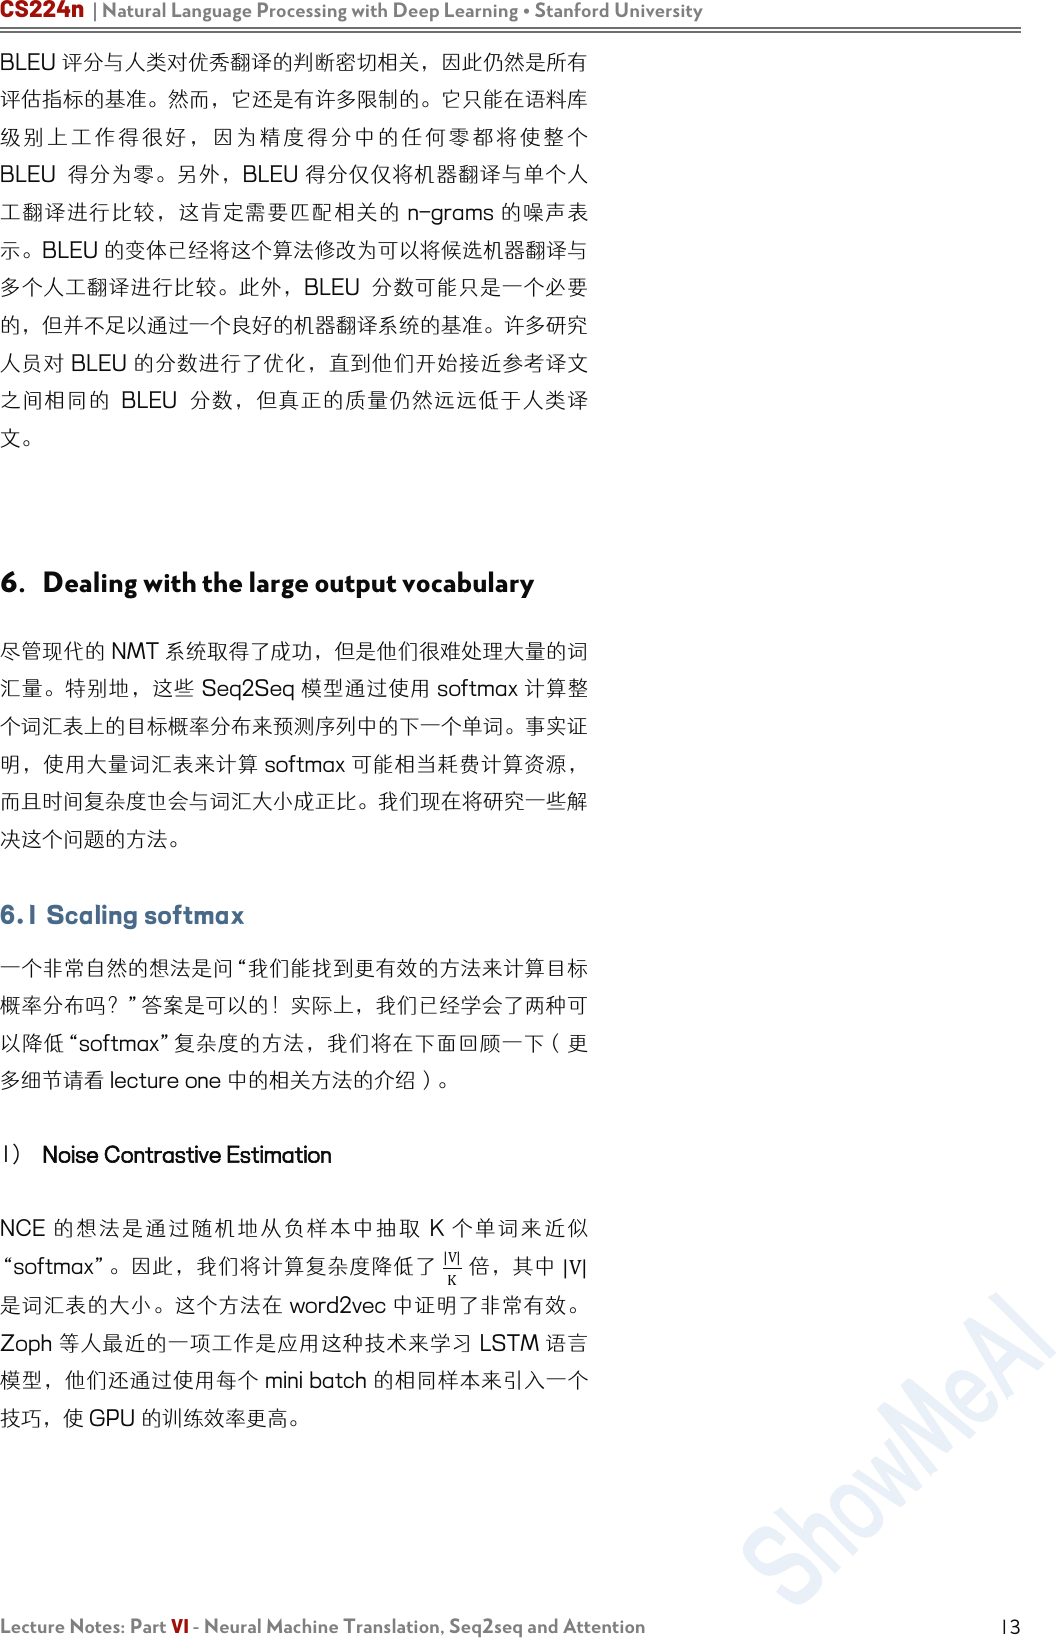 CS224n | Natural Language Processing with Deep Learning • Stanford University
BLEU 评分与人类对优秀翻译的判断密切相关，因此仍然是所有
评估指标的基准。然而，它还是有许多限制的。它只能在语料库
级别上工作得很好，因为精度得分中的任何零都将使整个
BLEU 得分为零。另外，BLEU 得分仅仅将机器翻译与单个人
工翻译进行比较，这肯定需要匹配相关的 n-grams 的噪声表
示。BLEU 的变体已经将这个算法修改为可以将候选机器翻译与
多个人工翻译进行比较。此外，BLEU 分数可能只是一个必要
的，但并不足以通过一个良好的机器翻译系统的基准。许多研究
人员对 BLEU 的分数进行了优化，直到他们开始接近参考译文
之间相同的 BLEU 分数，但真正的质量仍然远远低于人类译
文。
6. Dealing with the large output vocabulary
尽管现代的 NMT 系统取得了成功，但是他们很难处理大量的词
汇量。特别地，这些 Seq2Seq 模型通过使用 softmax 计算整
个词汇表上的目标概率分布来预测序列中的下一个单词。事实证
明，使用大量词汇表来计算 softmax 可能相当耗费计算资源，
而且时间复杂度也会与词汇大小成正比。我们现在将研究一些解
决这个问题的方法。
6.1 Scaling softmax
一个非常自然的想法是问“我们能找到更有效的方法来计算目标
概率分布吗？”答案是可以的！实际上，我们已经学会了两种可
以降低“softmax”复杂度的方法，我们将在下面回顾一下（更
多细节请看 lecture one 中的相关方法的介绍）。
1） Noise Contrastive Estimation
NCE 的想法是通过随机地从负样本中抽取 K 个单词来近似
“softmax”。因此，我们将计算复杂度降低了 |V|/K 倍，其中 |V|
是词汇表的大小。这个方法在 word2vec 中证明了非常有效。
Zoph 等人最近的一项工作是应用这种技术来学习 LSTM 语言
模型，他们还通过使用每个 mini batch 的相同样本来引入一个
技巧，使 GPU 的训练效率更高。
ShowMeAI
Lecture Notes: Part VI - Neural Machine Translation, Seq2seq and Attention 13